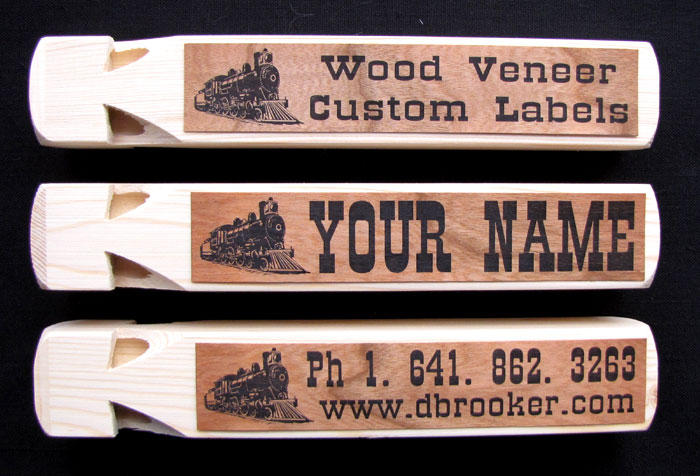 Wood Veneer
Custom Labels
YOUR NAME
Ph 1. 641. 862. 3263
www.dbrooker.com